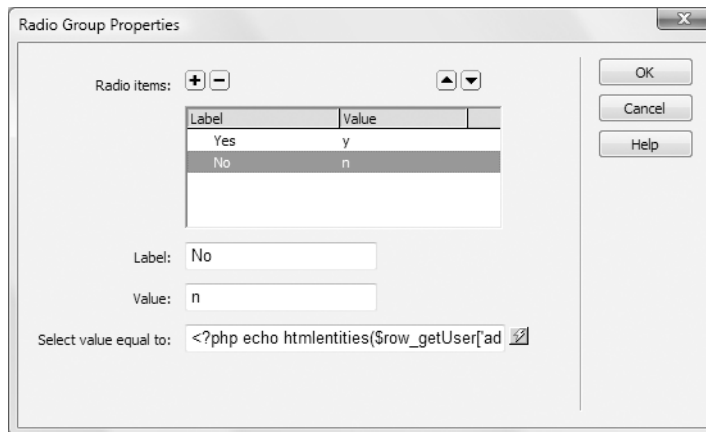 Radio Group Properties
Radio items:
Label Value
Yes y
No n
Label: No
Value: n
Select value equal to: <?php echo htmlentities($row_getUser['ad
OK
Cancel
Help